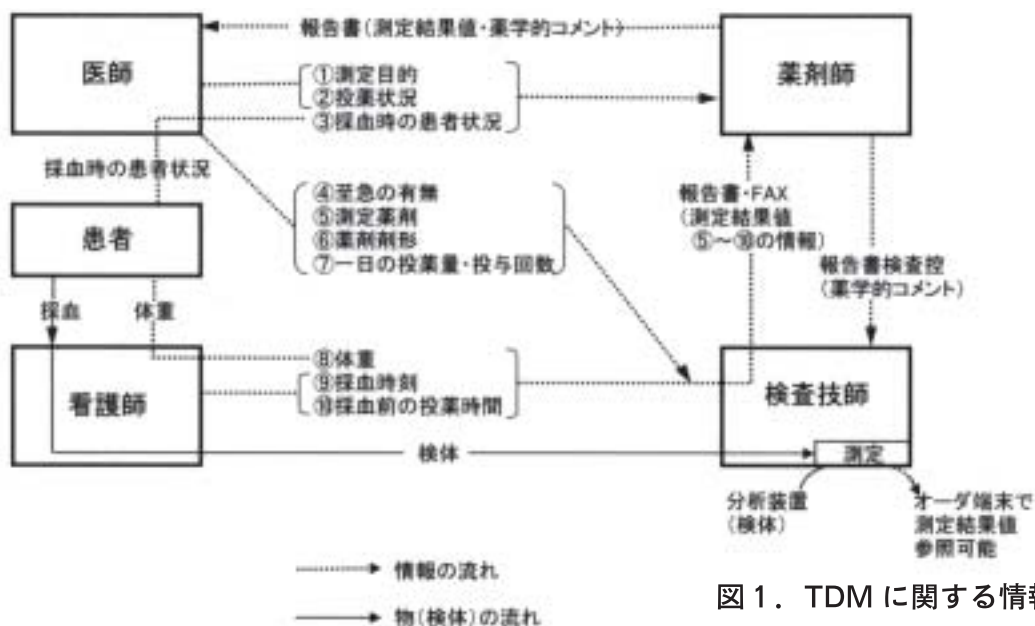 報告書(測定結果値・薬学的コメント)
医師
薬剤師
①測定目的
②投薬状況
③採血時の患者状況
採血時の患者状況
患者
④至急の有無
⑤測定薬剤
⑥薬剤剤形
⑦一日の投薬量・投与回数
報告書・FAX
(測定結果値
⑤~⑩の情報)
報告書検査控
(薬学的コメント)
採血
体重
看護師
⑧体重
⑨採血時刻
⑩採血前の投薬時間
検査技師
測定
検体
分析装置
(検体)
オーダ端末で
測定結果値
参照可能
情報の流れ
物(検体)の流れ
図1. TDMに関する情